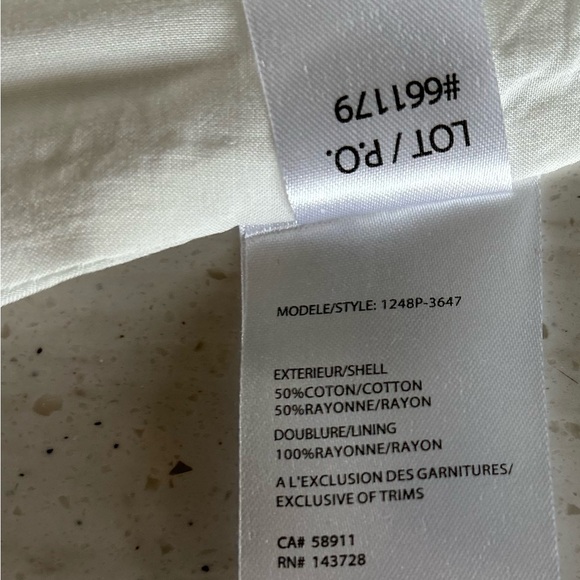 LOT / P.O.
#661179
MODELE/STYLE: 1248P-3647
EXTERIEUR/SHELL
50%COTON/COTTON
50%RAYONNE/RAYON
DOUBLURE/LINING
100%RAYONNE/RAYON
A L'EXCLUSION DES GARNITURES/
EXCLUSIVE OF TRIMS
CA# 58911
RN# 143728